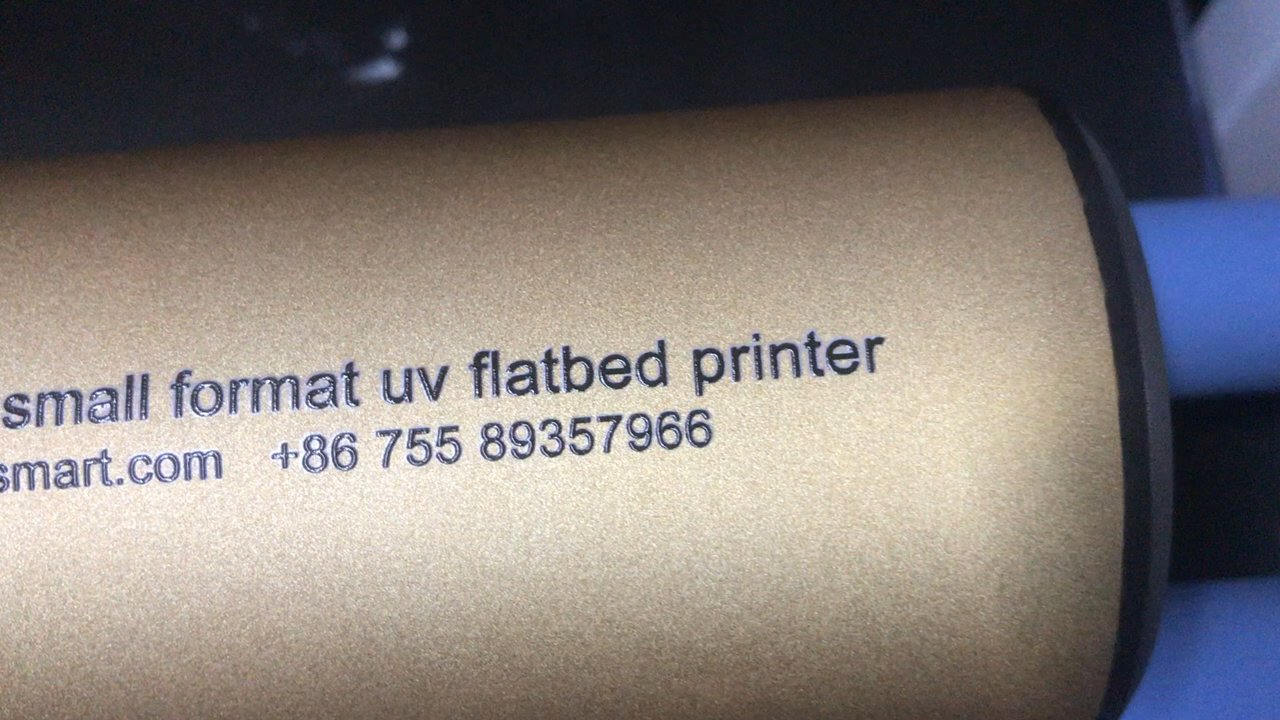 small format uv flatbed printer
smart.com +86 755 89357966